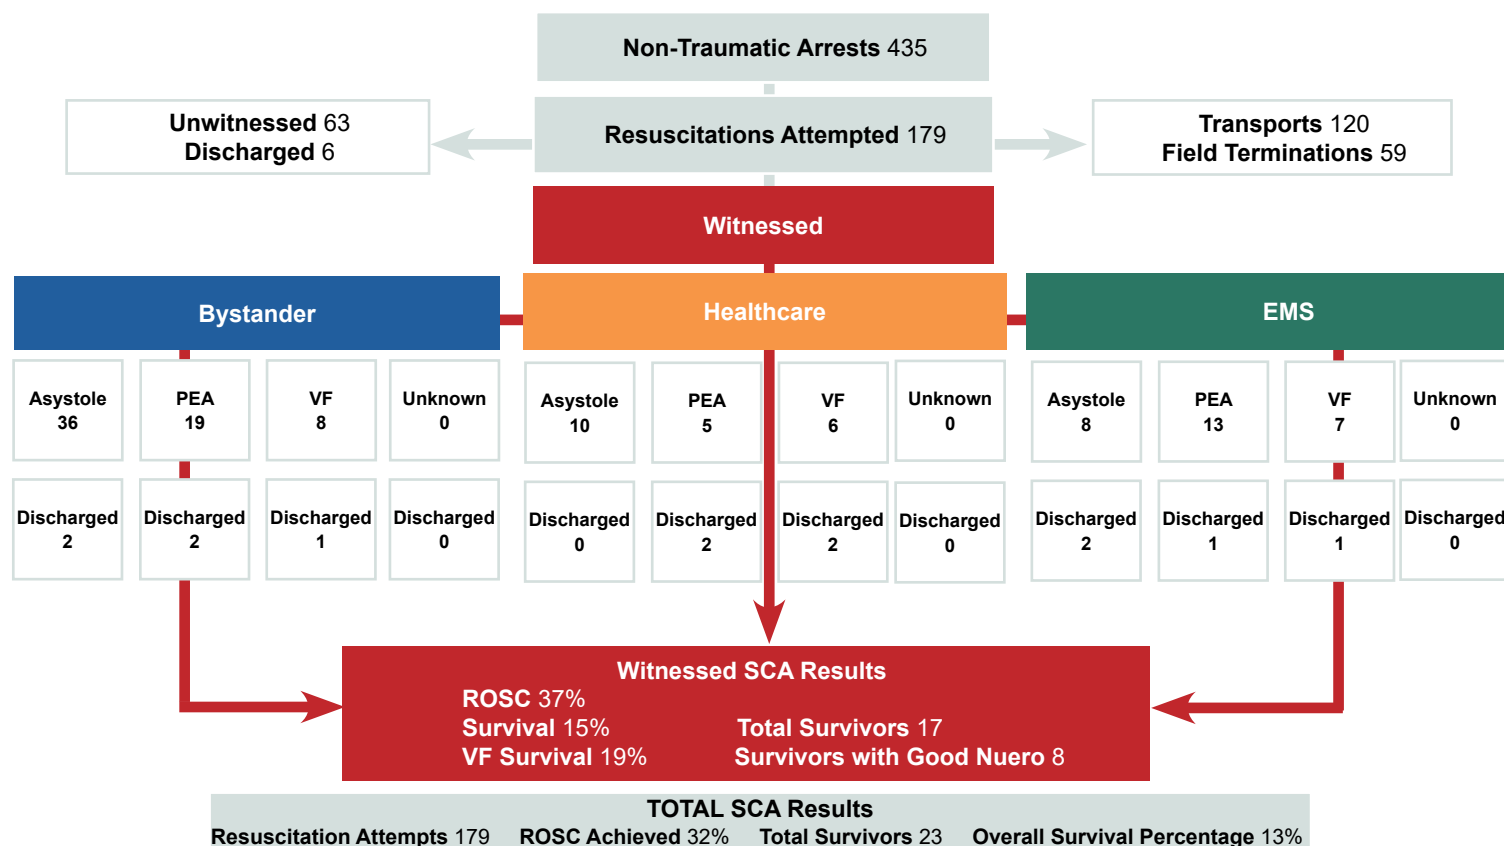 Non-Traumatic Arrests 435
Unwitnessed 63
Discharged 6
Resuscitations Attempted 179
Transports 120
Field Terminations 59
Witnessed
Bystander
Healthcare
EMS
Asystole
36
PEA
19
VF
8
Unknown
0
Asystole
10
PEA
5
VF
6
Unknown
0
Asystole
8
PEA
13
VF
7
Unknown
0
Discharged
2
Discharged
2
Discharged
1
Discharged
0
Discharged
0
Discharged
2
Discharged
2
Discharged
0
Discharged
2
Discharged
1
Discharged
1
Discharged
0
Witnessed SCA Results
ROSC 37%
Survival 15%
Total Survivors 17
VF Survival 19%
Survivors with Good Nuero 8
TOTAL SCA Results
Resuscitation Attempts 179 ROSC Achieved 32% Total Survivors 23 Overall Survival Percentage 13%